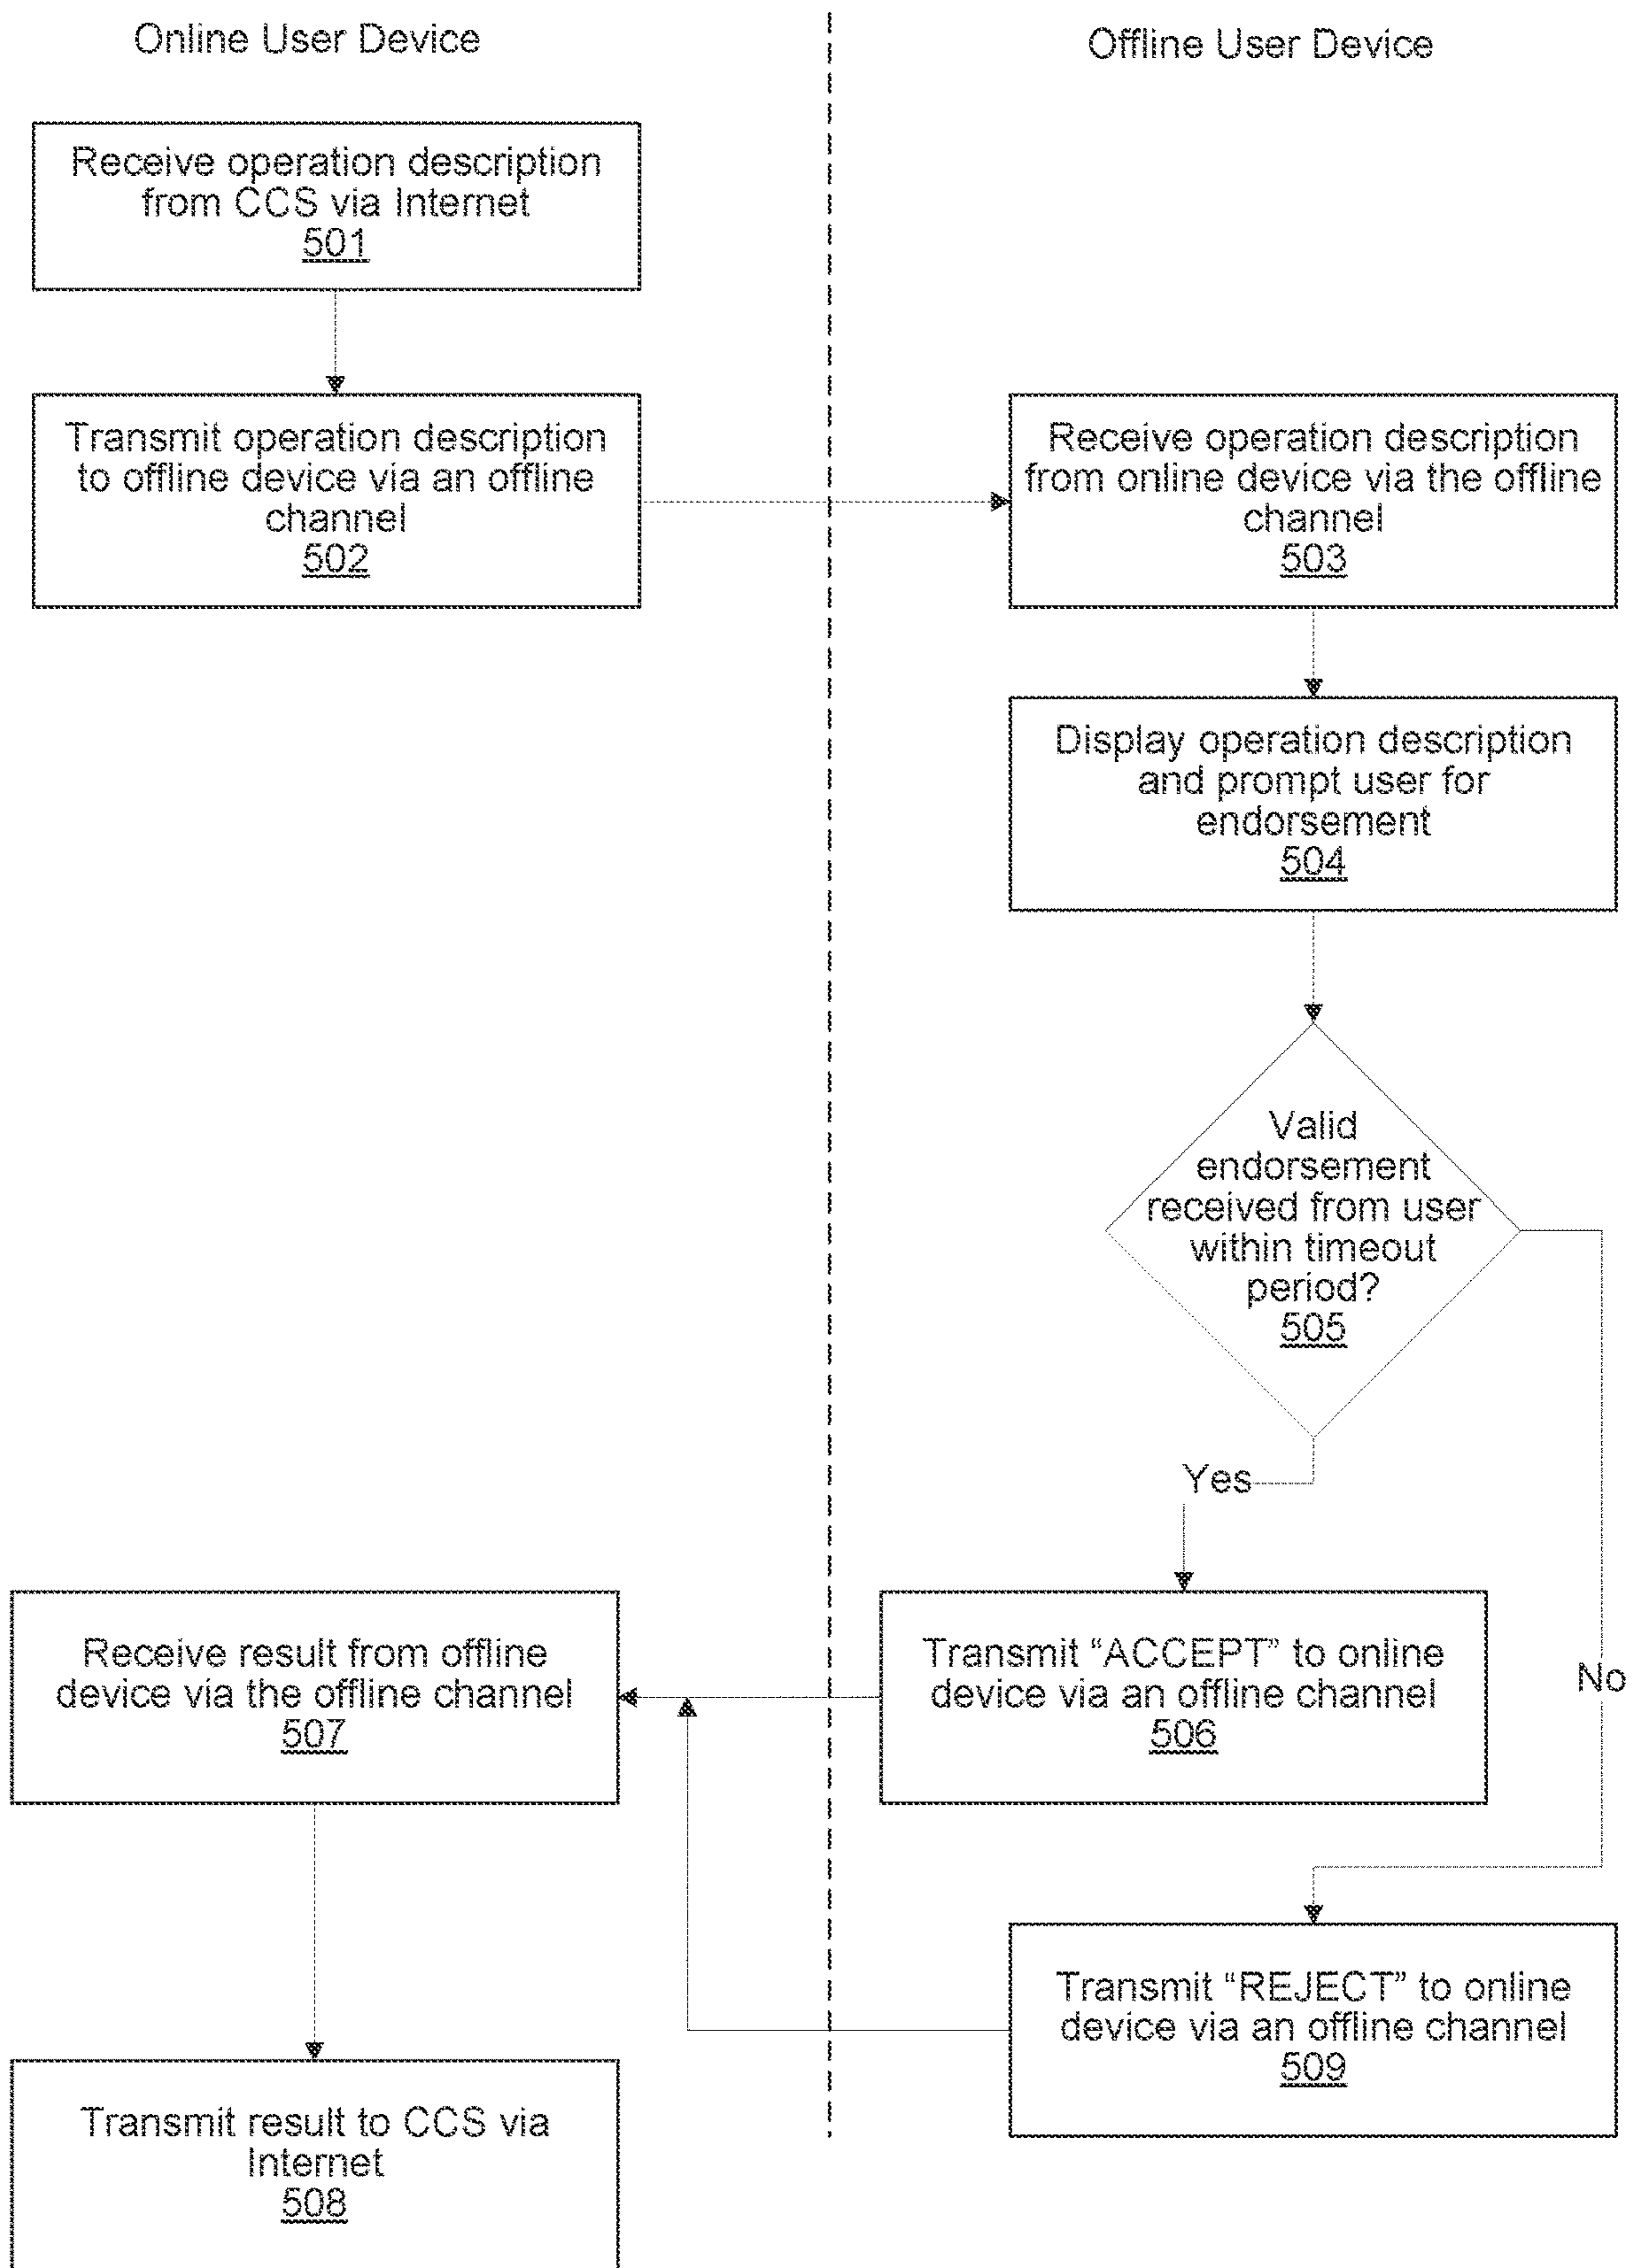 Online User Device
Offline User Device
Receive operation description
from CCS via Internet
501
Transmit operation description
to offline device via an offline
channel
502
Receive operation description
from online device via the offline
channel
503
Display operation description
and prompt user for
endorsement
504
Valid
endorsement
received from user
within timeout
period?
505
Yes
No
Transmit “ACCEPT” to online
device via an offline channel
506
Receive result from offline
device via the offline channel
507
Transmit “REJECT” to online
device via an offline channel
509
Transmit result to CCS via
Internet
508